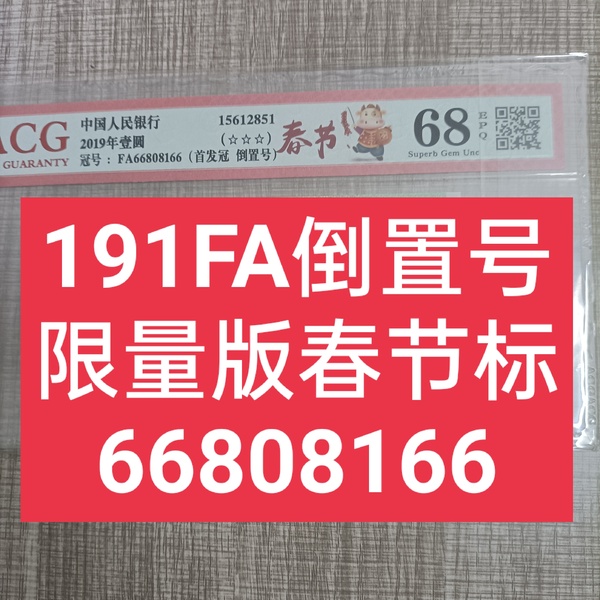 ACG
GUARANTY
中国人民银行
2019年壹圆
冠号：FA66808166（首发冠 倒置号）
15612851
(☆☆☆)
春节
68
EPQ
Superb Gem Unc
191FA倒置号
限量版春节标
66808166